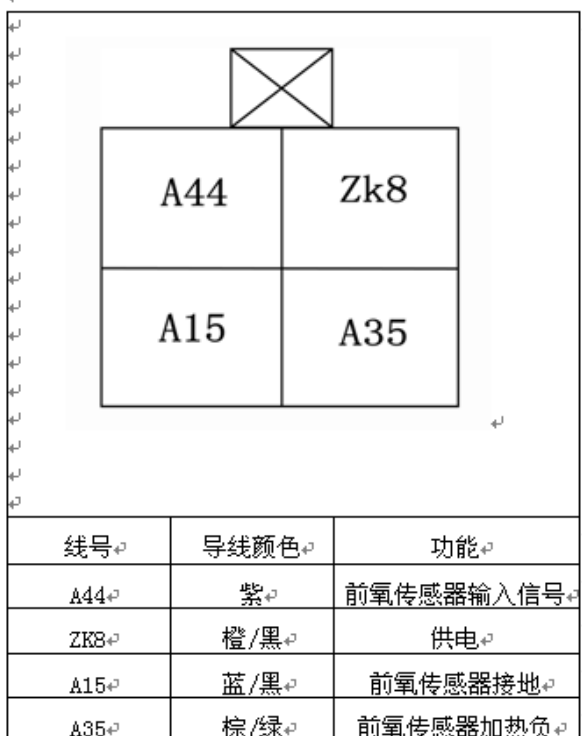 A44 Zk8
A15 A35
线号 导线颜色 功能
A44 紫 前氧传感器输入信号
ZK8 橙/黑 供电
A15 蓝/黑 前氧传感器接地
A35 棕/绿 前氧传感器加热负